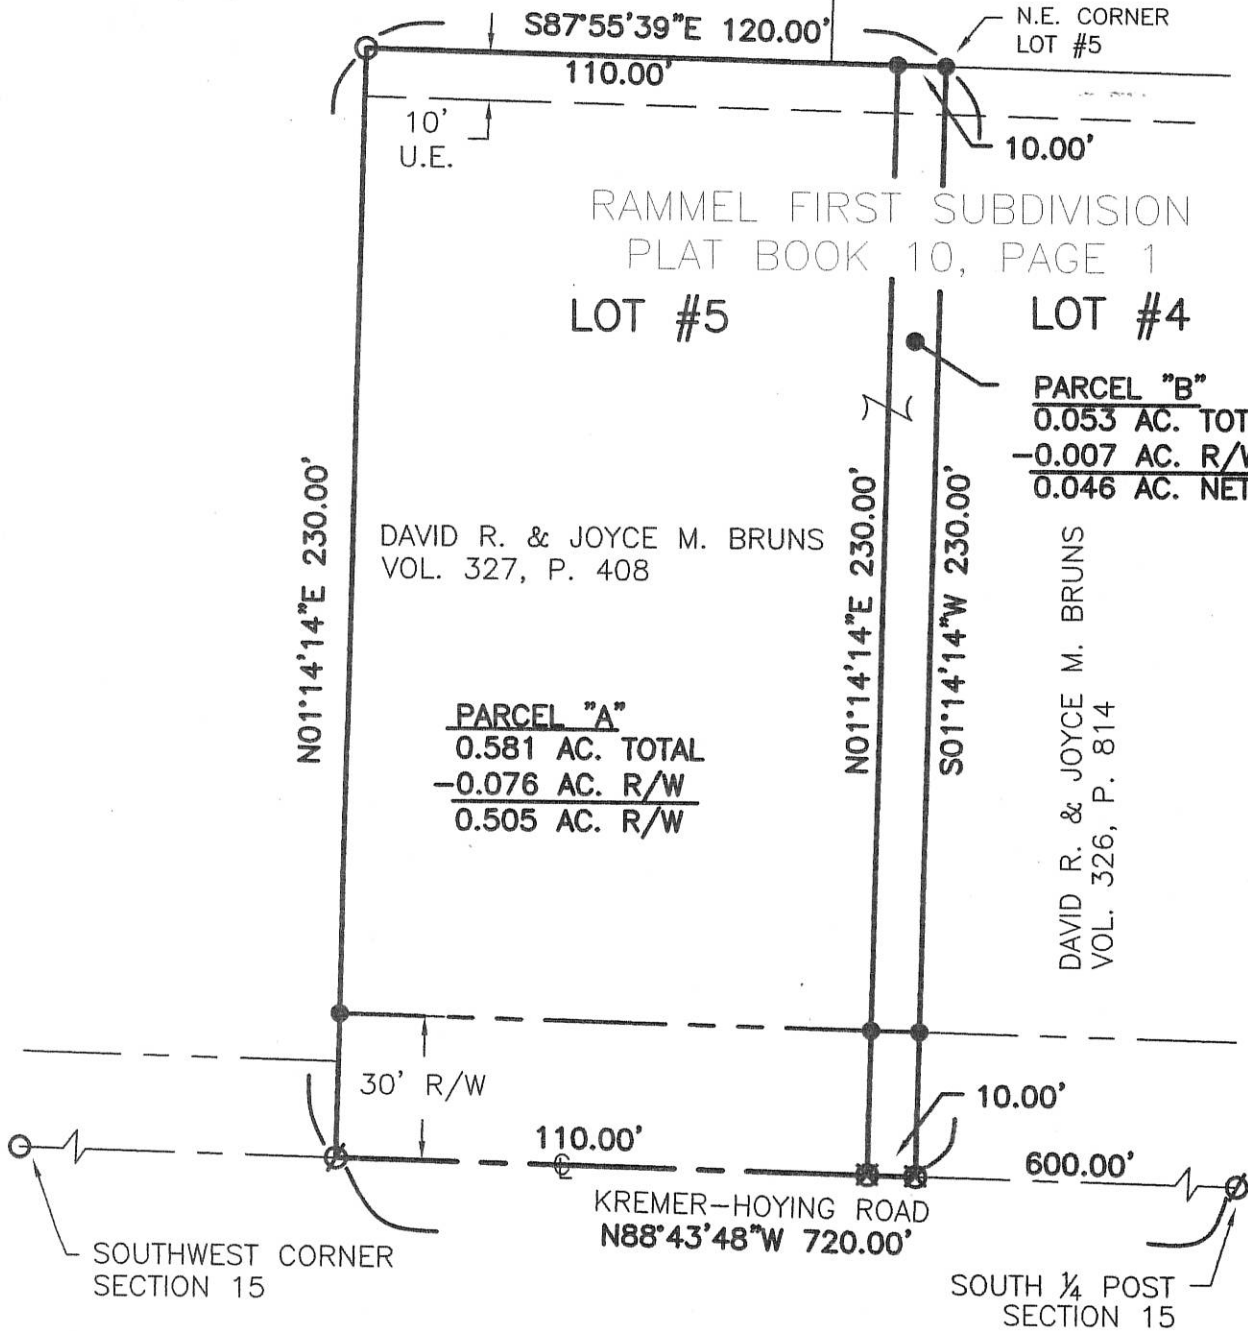 S87°55'39"E 120.00'
N.E. CORNER
LOT #5
110.00'
10'
U.E.
10.00'
RAMMEL FIRST SUBDIVISION
PLAT BOOK 10, PAGE 1
LOT #5
LOT #4
PARCEL "B"
0.053 AC. TOT
-0.007 AC. R/W
0.046 AC. NET
N01°14'14"E 230.00'
DAVID R. & JOYCE M. BRUNS
VOL. 327, P. 408
N01°14'14"E 230.00'
S01°14'14"W 230.00'
DAVID R. & JOYCE M. BRUNS
VOL. 326, P. 814
PARCEL "A"
0.581 AC. TOTAL
-0.076 AC. R/W
0.505 AC. R/W
30' R/W
10.00'
110.00'
℄
600.00'
KREMER-HOYING ROAD
N88°43'48"W 720.00'
SOUTHWEST CORNER
SECTION 15
SOUTH ¼ POST
SECTION 15